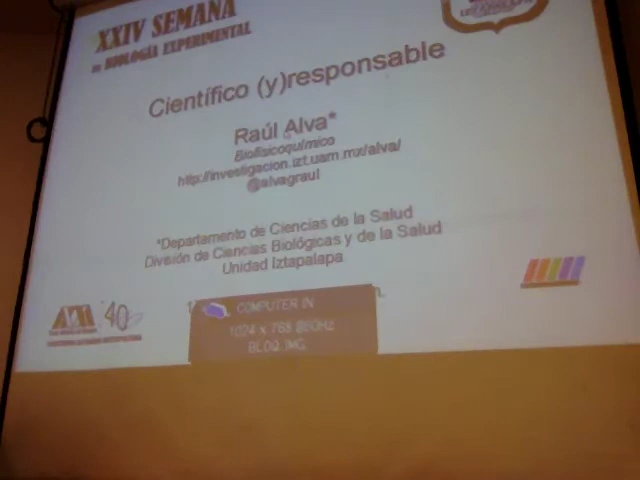 XXIV SEMANA
DE BIOLOGÍA EXPERIMENTAL
Científico (y)responsable
Raúl Alva*
Biofisicoquímico
http://investigacion.izt.uam.mx/alva/
@alvagraul
*Departamento de Ciencias de la Salud
División de Ciencias Biológicas y de la Salud
Unidad Iztapalapa
40
COMPUTER IN
1024 x 768 @60Hz
BLOQ.IMG.